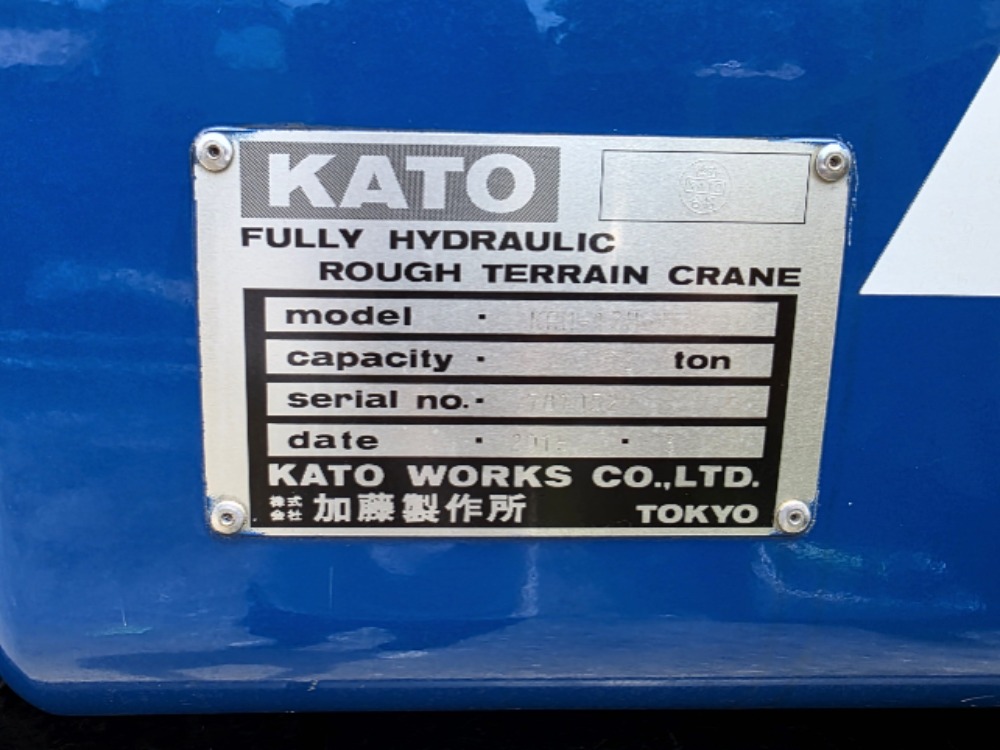 KATO
FULLY HYDRAULIC
ROUGH TERRAIN CRANE
model ・
capacity ・ ton
serial no.・
date ・ ・
KATO WORKS CO.,LTD.
株式会社 加藤製作所 TOKYO